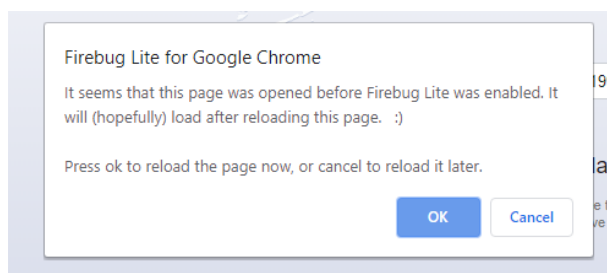 Firebug Lite for Google Chrome
It seems that this page was opened before Firebug Lite was enabled. It
will (hopefully) load after reloading this page.   :)
Press ok to reload the page now, or cancel to reload it later.
OK
Cancel